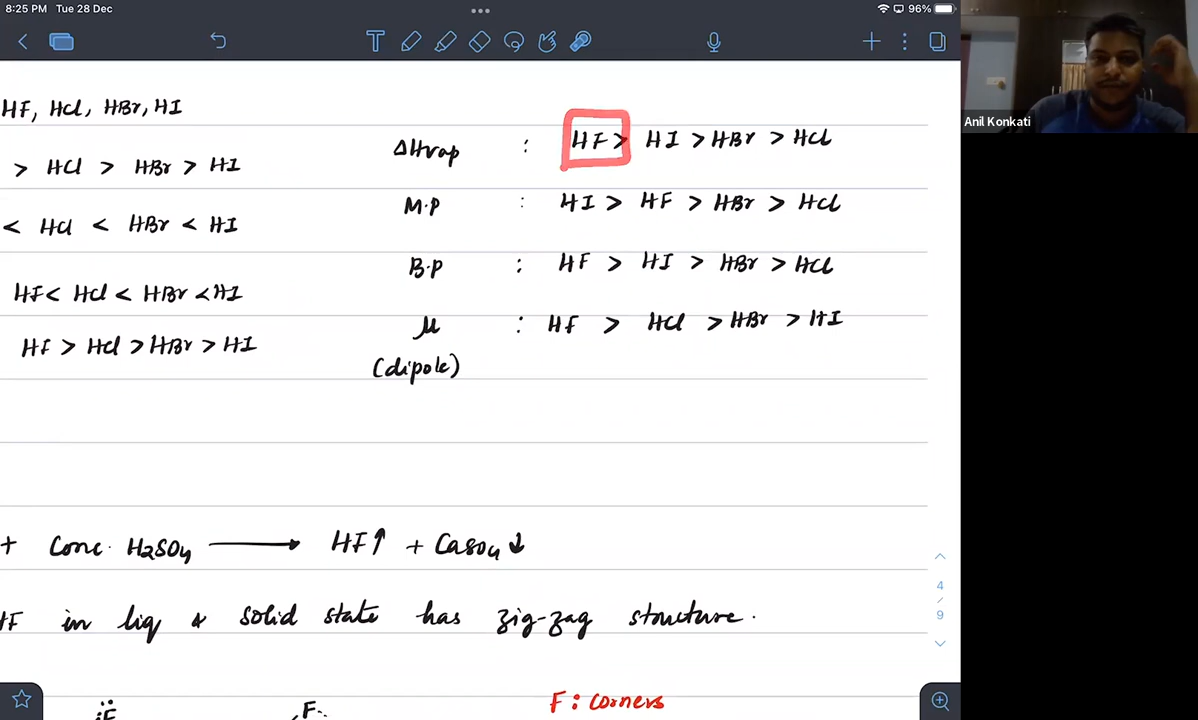 8:25 PM Tue 28 Dec
96%
Anil Konkati
HF, HCl, HBr, HI
> HCl > HBr > HI
< HCl < HBr < HI
HF < HCl < HBr < HI
HF > HCl > HBr > HI
ΔHvap : HF > HI > HBr > HCl
M.P : HI > HF > HBr > HCl
B.P : HF > HI > HBr > HCl
μ : HF > HCl > HBr > HI
(dipole)
+ Conc. H2SO4 ⟶ HF↑ + CaSO4↓
HF in liq & solid state has zig-zag structure.
4
/
9
F F
F : corners